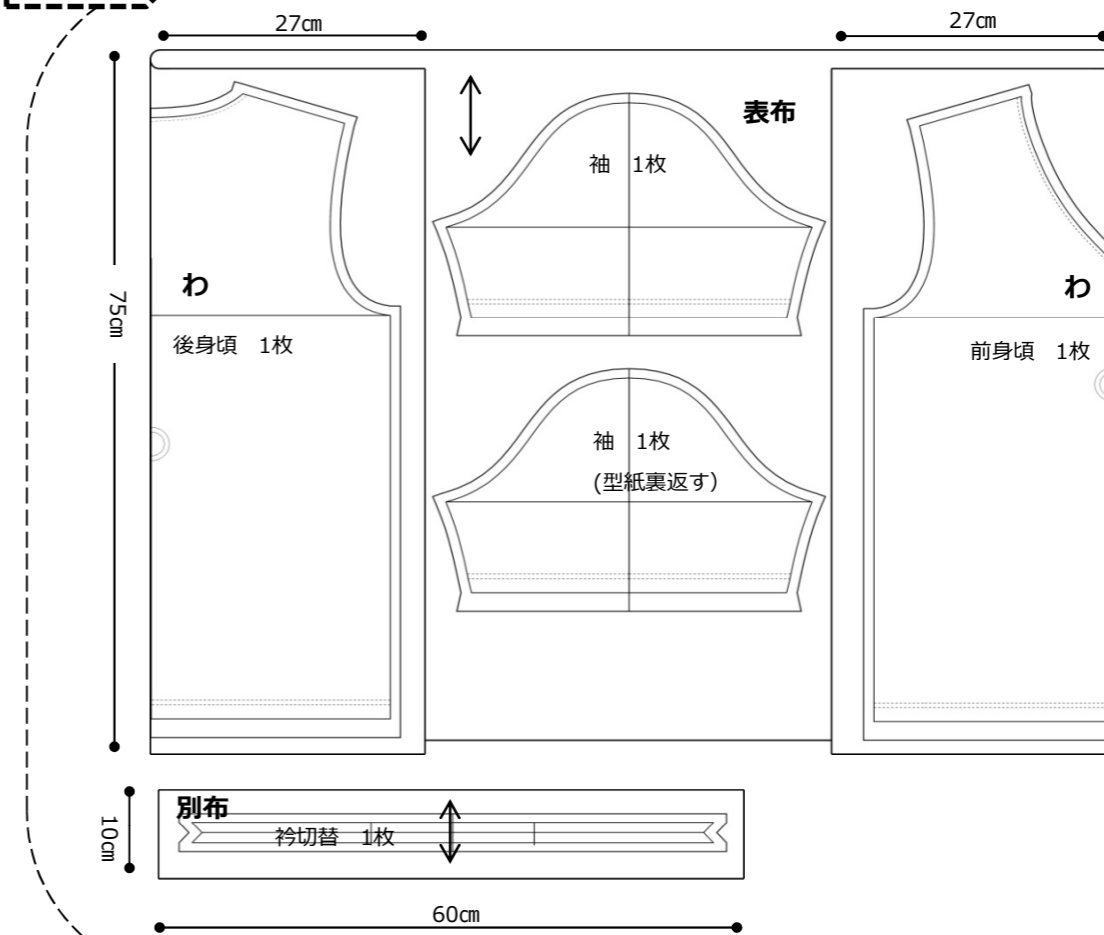 27㎝
27㎝
表布
袖 1枚
わ
わ
75㎝
後身頃 1枚
前身頃 1枚
袖 1枚
(型紙裏返す)
別布
衿切替 1枚
10㎝
60㎝